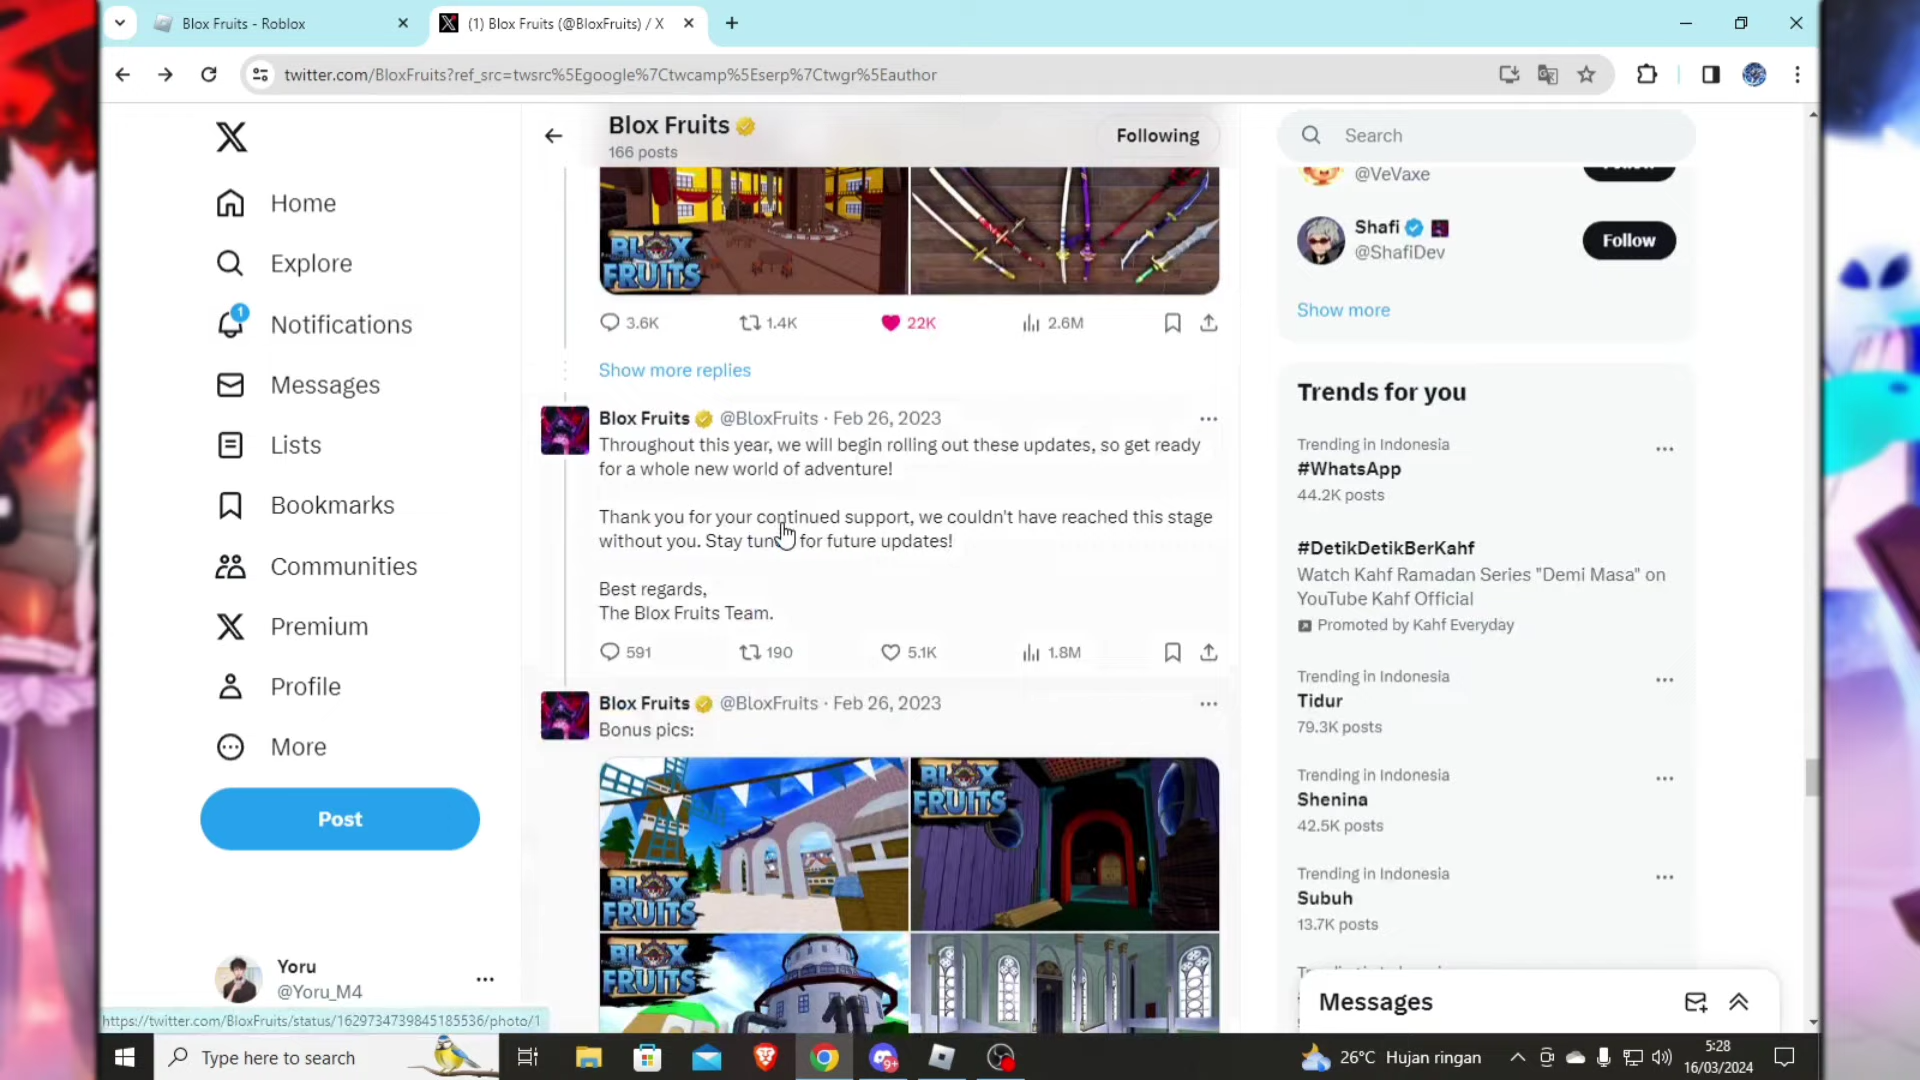 Blox Fruits - Roblox
(1) Blox Fruits (@BloxFruits) / X
twitter.com/BloxFruits?ref_src=twsrc%5Egoogle%7Ctwcamp%5Eserp%7Ctwgr%5Eauthor
Home
Explore
1
Notifications
Messages
Lists
Bookmarks
Communities
Premium
Profile
More
Post
Yoru
@Yoru_M4
https://twitter.com/BloxFruits/status/1629734739845185536/photo/1
Blox Fruits
166 posts
Following
BLOX
FRUITS
3.6K 1.4K 22K 2.6M
Show more replies
Blox Fruits @BloxFruits · Feb 26, 2023
Throughout this year, we will begin rolling out these updates, so get ready
for a whole new world of adventure!
Thank you for your continued support, we couldn't have reached this stage
without you. Stay tuned for future updates!
Best regards,
The Blox Fruits Team.
591 190 5.1K 1.8M
Blox Fruits @BloxFruits · Feb 26, 2023
Bonus pics:
BLOX
FRUITS
BLOX
FRUITS
BLOX
FRUITS
Search
@VeVaxe
Shafi
@ShafiDev
Follow
Show more
Trends for you
Trending in Indonesia
#WhatsApp
44.2K posts
#DetikDetikBerKahf
Watch Kahf Ramadan Series "Demi Masa" on
YouTube Kahf Official
Promoted by Kahf Everyday
Trending in Indonesia
Tidur
79.3K posts
Trending in Indonesia
Shenina
42.5K posts
Trending in Indonesia
Subuh
13.7K posts
Messages
Type here to search
9+
26°C Hujan ringan
5:28
16/03/2024